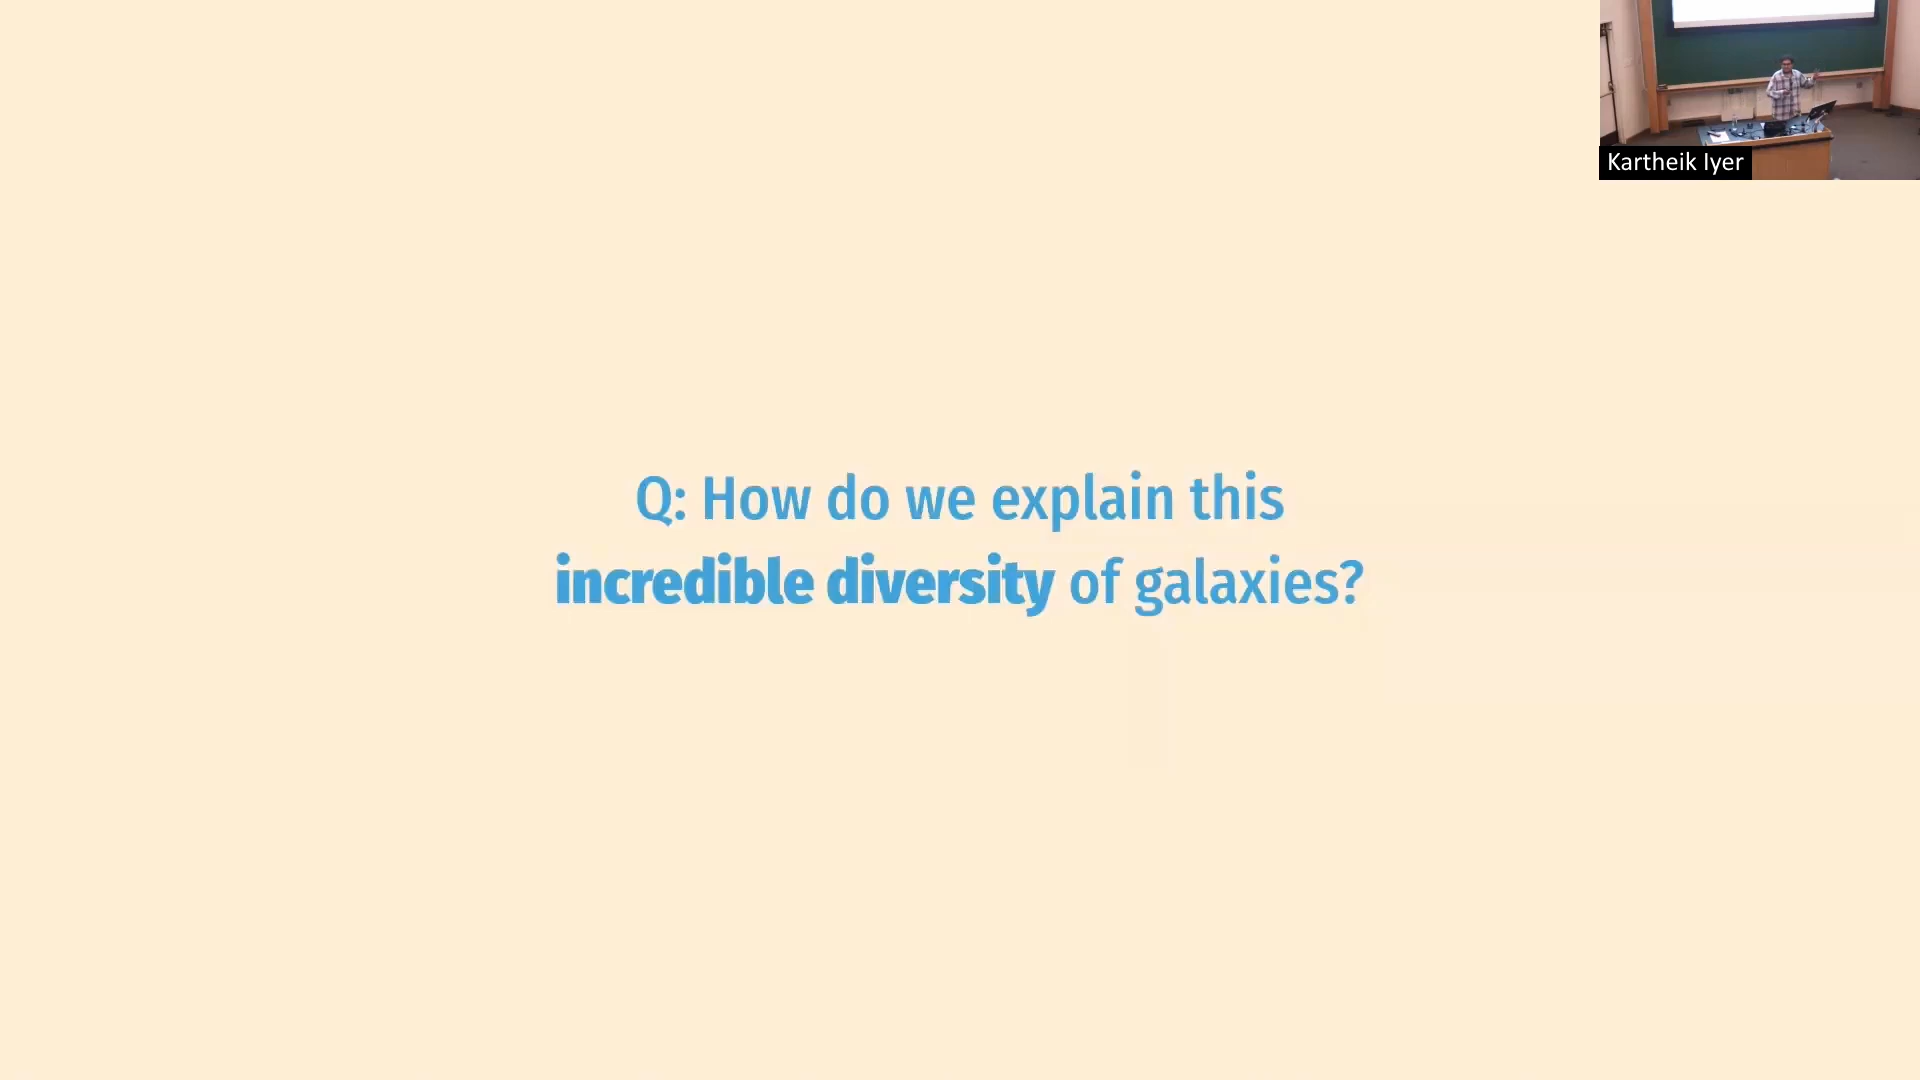 Kartheik Iyer
Q: How do we explain this
incredible diversity of galaxies?